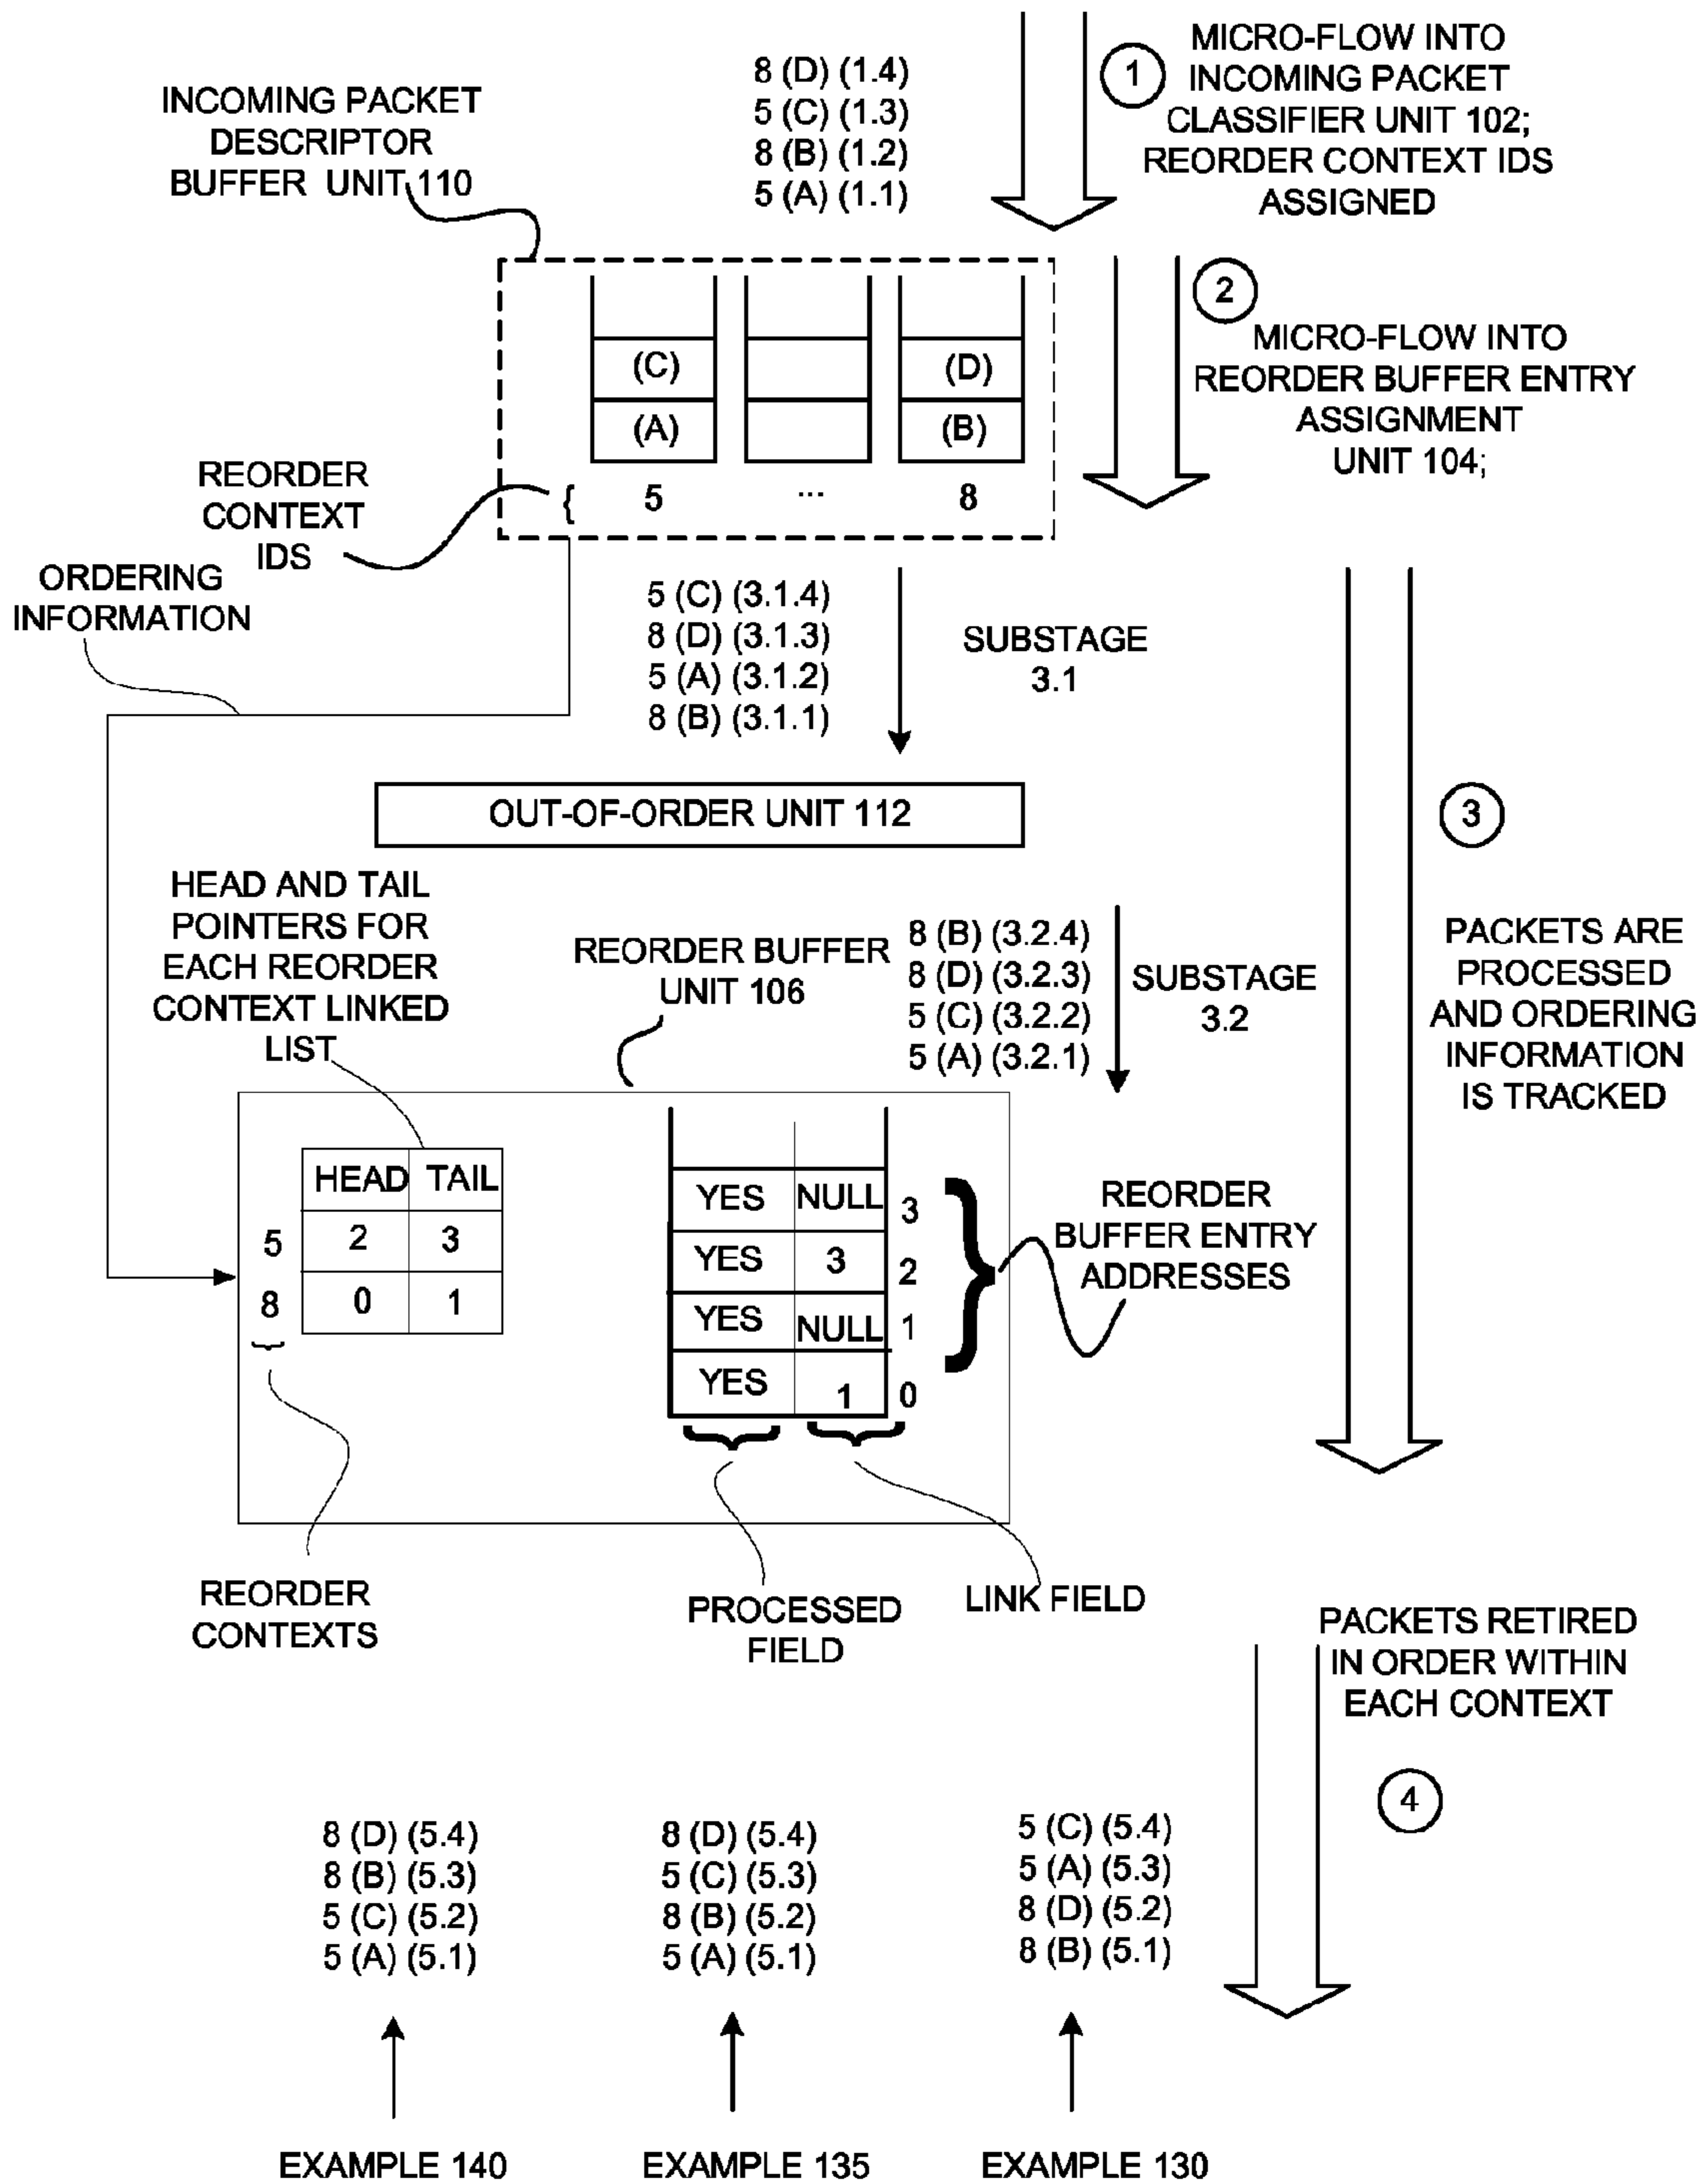 8 (D) (1.4)
5 (C) (1.3)
8 (B) (1.2)
5 (A) (1.1)
1
MICRO-FLOW INTO
INCOMING PACKET
CLASSIFIER UNIT 102;
REORDER CONTEXT IDS
ASSIGNED
INCOMING PACKET
DESCRIPTOR
BUFFER UNIT 110
2
MICRO-FLOW INTO
REORDER BUFFER ENTRY
ASSIGNMENT
UNIT 104;
(C)
(D)
(A)
(B)
5 ... 8
REORDER
CONTEXT
IDS
ORDERING
INFORMATION
5 (C) (3.1.4)
8 (D) (3.1.3)
5 (A) (3.1.2)
8 (B) (3.1.1)
SUBSTAGE
3.1
OUT-OF-ORDER UNIT 112
3
PACKETS ARE
PROCESSED
AND ORDERING
INFORMATION
IS TRACKED
HEAD AND TAIL
POINTERS FOR
EACH REORDER
CONTEXT LINKED
LIST
REORDER BUFFER
UNIT 106
8 (B) (3.2.4)
8 (D) (3.2.3)
5 (C) (3.2.2)
5 (A) (3.2.1)
SUBSTAGE
3.2
HEAD TAIL
5 2 3
8 0 1
YES NULL 3
YES 3 2
YES NULL 1
YES 1 0
REORDER
BUFFER ENTRY
ADDRESSES
REORDER
CONTEXTS
PROCESSED
FIELD
LINK FIELD
PACKETS RETIRED
IN ORDER WITHIN
EACH CONTEXT
4
8 (D) (5.4)
8 (B) (5.3)
5 (C) (5.2)
5 (A) (5.1)
8 (D) (5.4)
5 (C) (5.3)
8 (B) (5.2)
5 (A) (5.1)
5 (C) (5.4)
5 (A) (5.3)
8 (D) (5.2)
8 (B) (5.1)
EXAMPLE 140
EXAMPLE 135
EXAMPLE 130